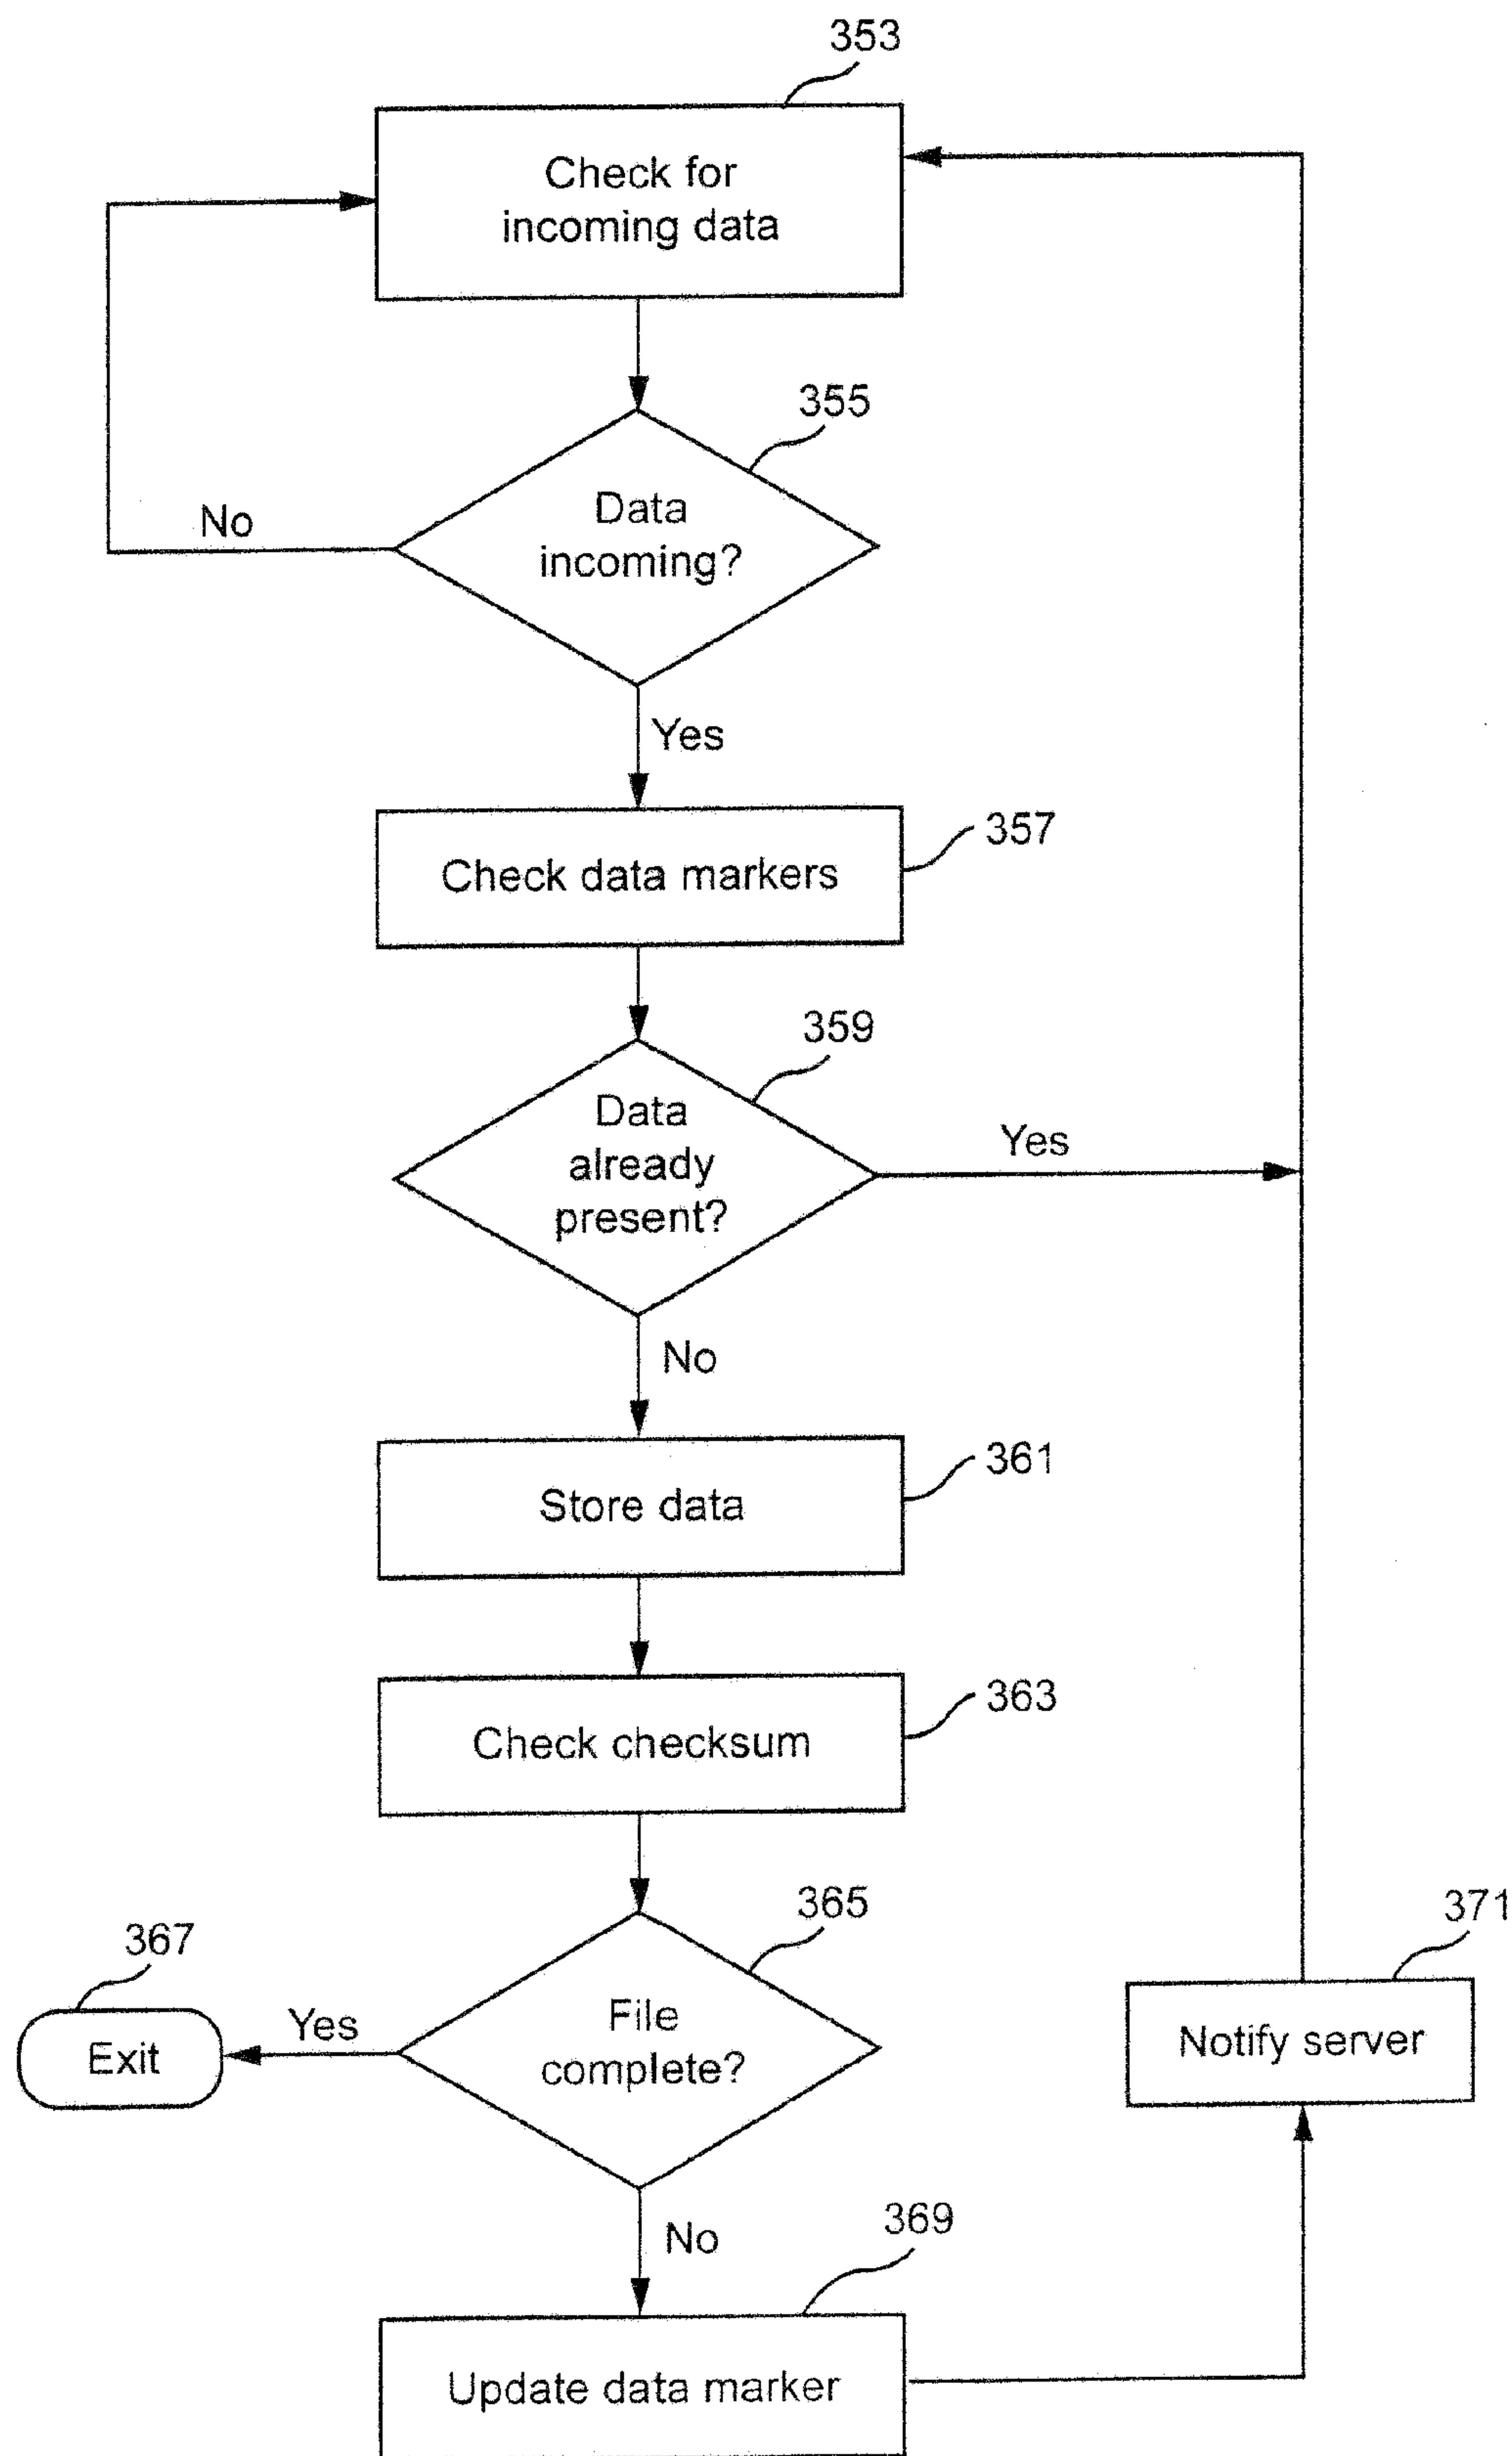 353
Check for
incoming data
355
Data
incoming?
No
Yes
Check data markers
357
359
Data
already
present?
Yes
No
Store data
361
Check checksum
363
365
File
complete?
367
Exit
Yes
371
Notify server
No
369
Update data marker